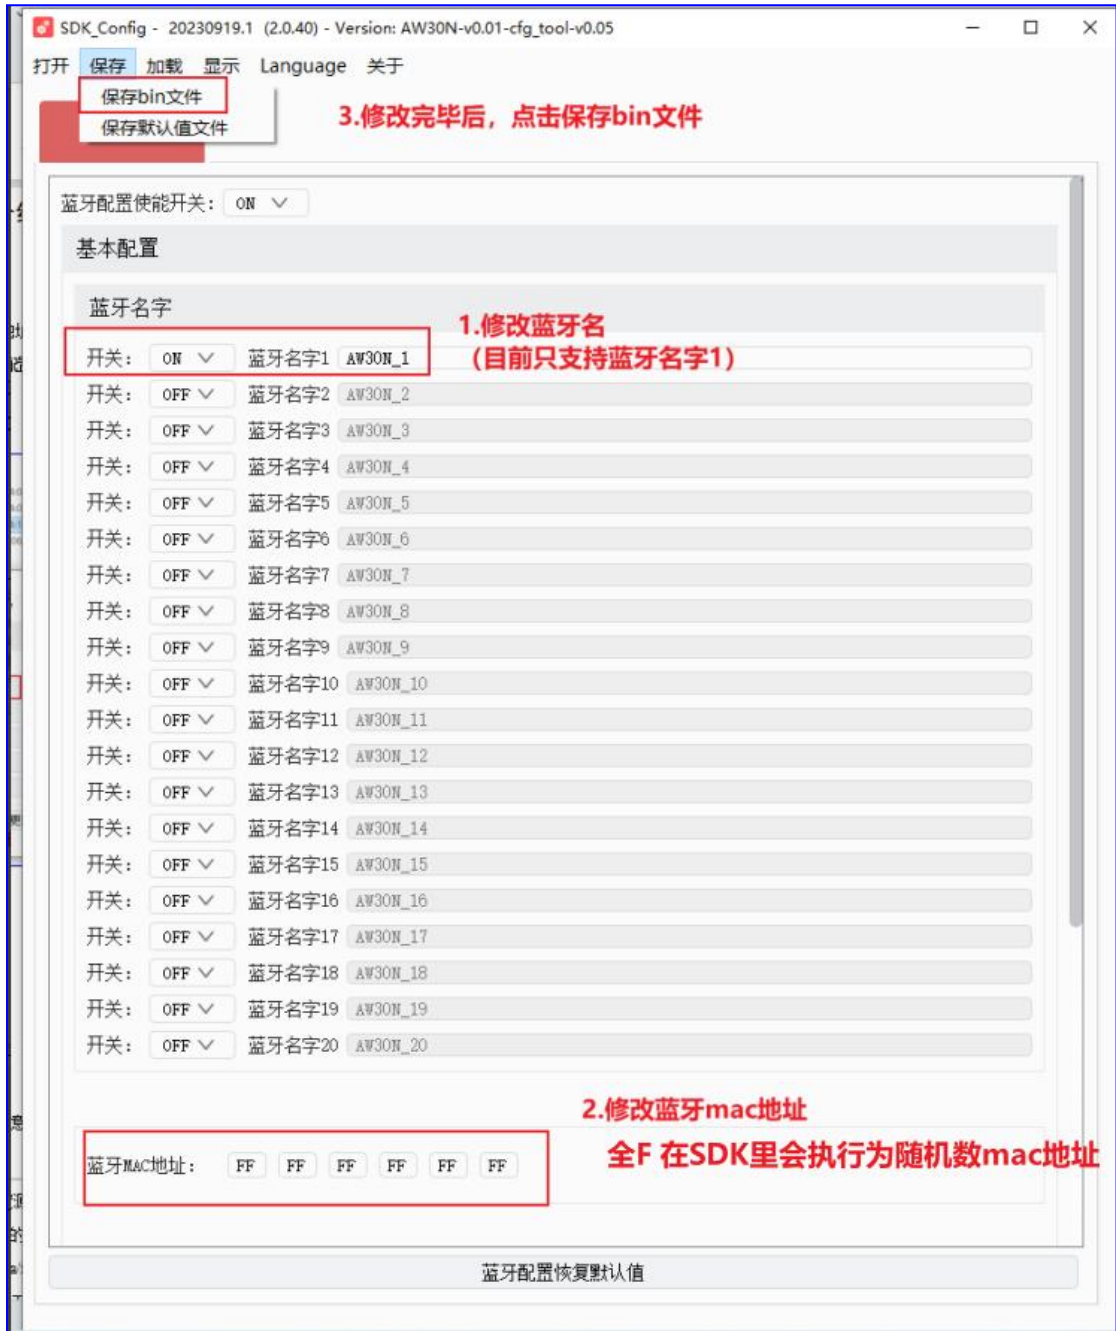 SDK_Config - 20230919.1 (2.0.40) - Version: AW30N-v0.01-cfg_tool-v0.05
打开 保存 加载 显示 Language 关于
保存bin文件
保存默认值文件
3.修改完毕后，点击保存bin文件
蓝牙配置使能开关： ON
基本配置
蓝牙名字
1.修改蓝牙名
（目前只支持蓝牙名字1）
开关： ON 蓝牙名字1 AW30N_1
开关： OFF 蓝牙名字2 AW30N_2
开关： OFF 蓝牙名字3 AW30N_3
开关： OFF 蓝牙名字4 AW30N_4
开关： OFF 蓝牙名字5 AW30N_5
开关： OFF 蓝牙名字6 AW30N_6
开关： OFF 蓝牙名字7 AW30N_7
开关： OFF 蓝牙名字8 AW30N_8
开关： OFF 蓝牙名字9 AW30N_9
开关： OFF 蓝牙名字10 AW30N_10
开关： OFF 蓝牙名字11 AW30N_11
开关： OFF 蓝牙名字12 AW30N_12
开关： OFF 蓝牙名字13 AW30N_13
开关： OFF 蓝牙名字14 AW30N_14
开关： OFF 蓝牙名字15 AW30N_15
开关： OFF 蓝牙名字16 AW30N_16
开关： OFF 蓝牙名字17 AW30N_17
开关： OFF 蓝牙名字18 AW30N_18
开关： OFF 蓝牙名字19 AW30N_19
开关： OFF 蓝牙名字20 AW30N_20
2.修改蓝牙mac地址
全F 在SDK里会执行为随机数mac地址
蓝牙MAC地址： FF FF FF FF FF FF
蓝牙配置恢复默认值